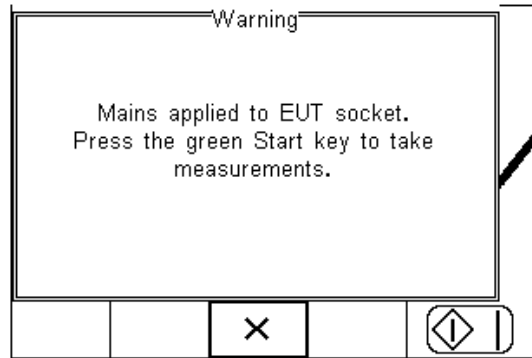 Warning
Mains applied to EUT socket.
Press the green Start key to take
measurements.